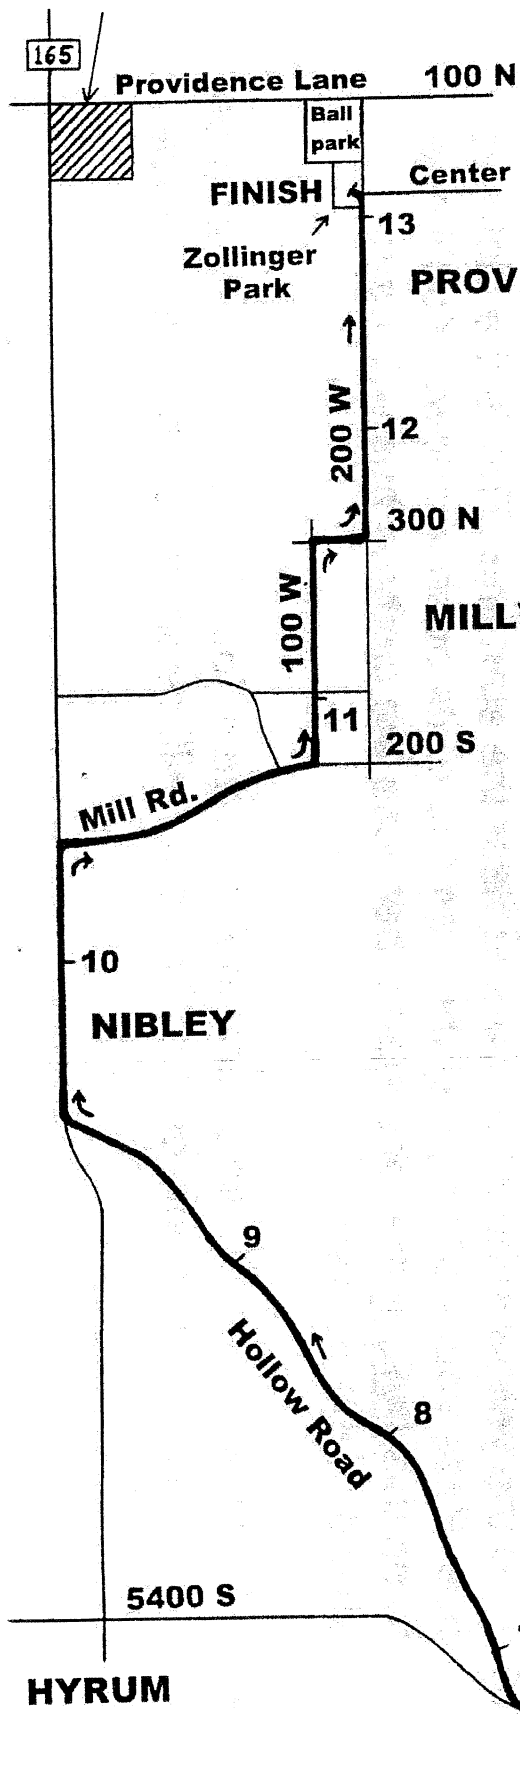 165
Providence Lane
100 N
Ball
park
FINISH
Center
13
Zollinger
Park
PROV
200 W
12
300 N
100 W
MILL
11
200 S
Mill Rd.
10
NIBLEY
9
Hollow Road
8
5400 S
HYRUM